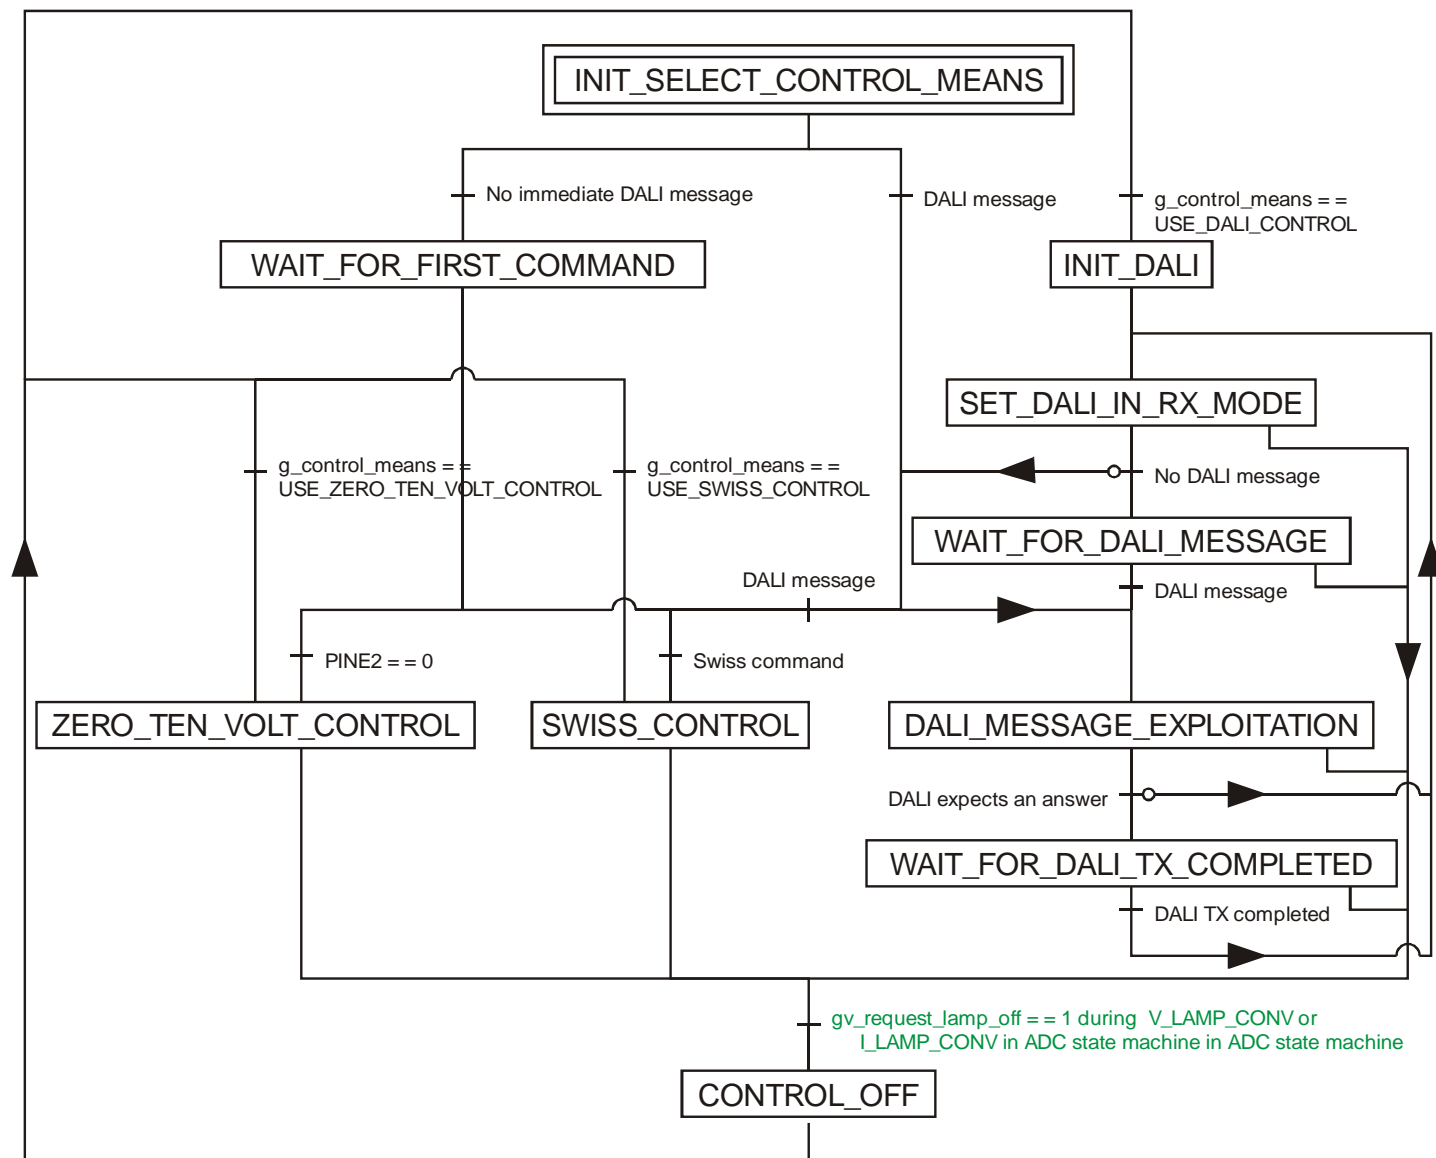 INIT_SELECT_CONTROL_MEANS
No immediate DALI message
DALI message
g_control_means = =
USE_DALI_CONTROL
WAIT_FOR_FIRST_COMMAND
INIT_DALI
SET_DALI_IN_RX_MODE
g_control_means = =
USE_ZERO_TEN_VOLT_CONTROL
g_control_means = =
USE_SWISS_CONTROL
No DALI message
WAIT_FOR_DALI_MESSAGE
DALI message
DALI message
PINE2 = = 0
Swiss command
ZERO_TEN_VOLT_CONTROL
SWISS_CONTROL
DALI_MESSAGE_EXPLOITATION
DALI expects an answer
WAIT_FOR_DALI_TX_COMPLETED
DALI TX completed
gv_request_lamp_off = = 1 during V_LAMP_CONV or
I_LAMP_CONV in ADC state machine in ADC state machine
CONTROL_OFF